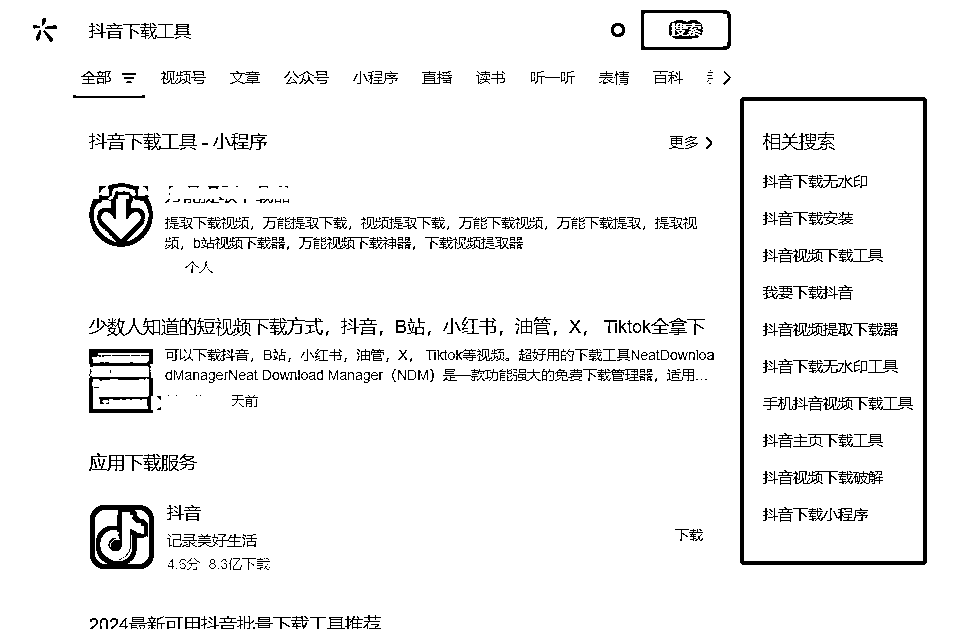 抖音下载工具
搜索
全部 视频号 文章 公众号 小程序 直播 读书 听一听 表情 百科
抖音下载工具 - 小程序
更多
万能提取下载器
提取下载视频，万能提取下载，视频提取下载，万能下载视频，万能下载提取，提取视
频，b站视频下载器，万能视频下载神器，下载视频提取器
个人
少数人知道的短视频下载方式，抖音，B站，小红书，油管，X， Tiktok全拿下
可以下载抖音，B站，小红书，油管，X， Tiktok等视频。超好用的下载工具NeatDownloa
dManagerNeat Download Manager（NDM）是一款功能强大的免费下载管理器，适用...
天前
应用下载服务
抖音
记录美好生活
4.6分 8.3亿下载
下载
2024最新可用抖音批量下载工具推荐
相关搜索
抖音下载无水印
抖音下载安装
抖音视频下载工具
我要下载抖音
抖音视频提取下载器
抖音下载无水印工具
手机抖音视频下载工具
抖音主页下载工具
抖音视频下载破解
抖音下载小程序